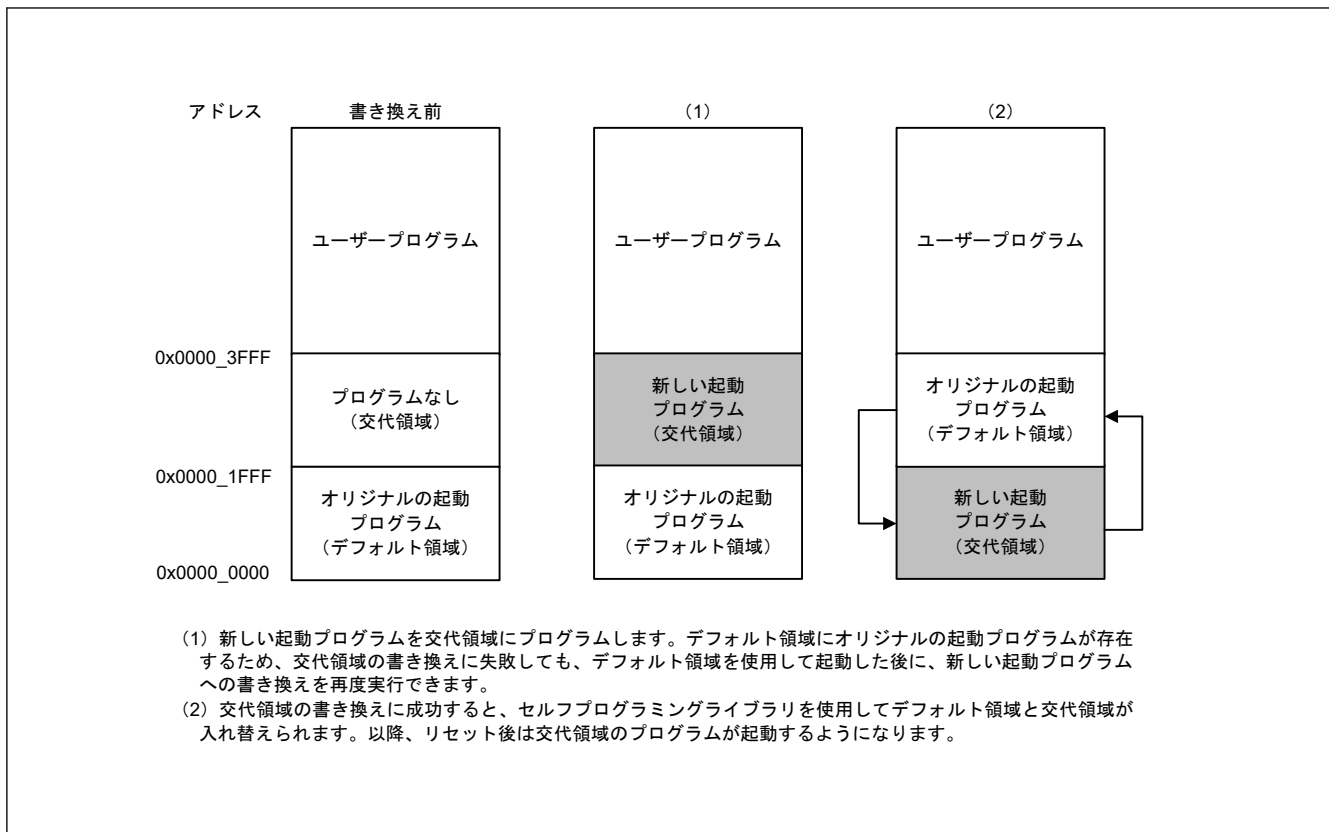 アドレス
書き換え前
(1)
(2)
ユーザープログラム
ユーザープログラム
ユーザープログラム
0x0000_3FFF
プログラムなし
（交代領域）
新しい起動
プログラム
（交代領域）
オリジナルの起動
プログラム
（デフォルト領域）
0x0000_1FFF
オリジナルの起動
プログラム
（デフォルト領域）
オリジナルの起動
プログラム
（デフォルト領域）
新しい起動
プログラム
（交代領域）
0x0000_0000
（1）新しい起動プログラムを交代領域にプログラムします。デフォルト領域にオリジナルの起動プログラムが存在
するため、交代領域の書き換えに失敗しても、デフォルト領域を使用して起動した後に、新しい起動プログラム
への書き換えを再度実行できます。
（2）交代領域の書き換えに成功すると、セルフプログラミングライブラリを使用してデフォルト領域と交代領域が
入れ替えられます。以降、リセット後は交代領域のプログラムが起動するようになります。